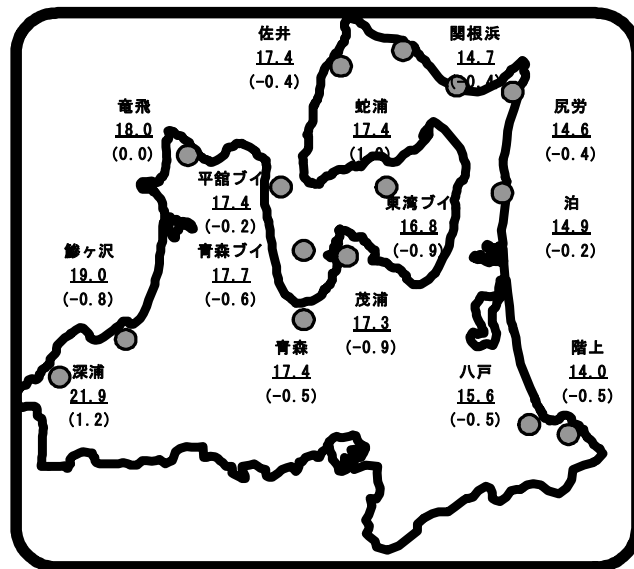 佐井
17.4
(-0.4)
関根浜
14.7
(-0.4)
竜飛
18.0
(0.0)
蛇浦
17.4
尻労
14.6
(-0.4)
平舘ブイ
17.4
(-0.2)
東湾ブイ
16.8
(-0.9)
泊
14.9
(-0.2)
鰺ヶ沢
19.0
(-0.8)
青森ブイ
17.7
(-0.6)
茂浦
17.3
(-0.9)
深浦
21.9
(1.2)
青森
17.4
(-0.5)
八戸
15.6
(-0.5)
階上
14.0
(-0.5)